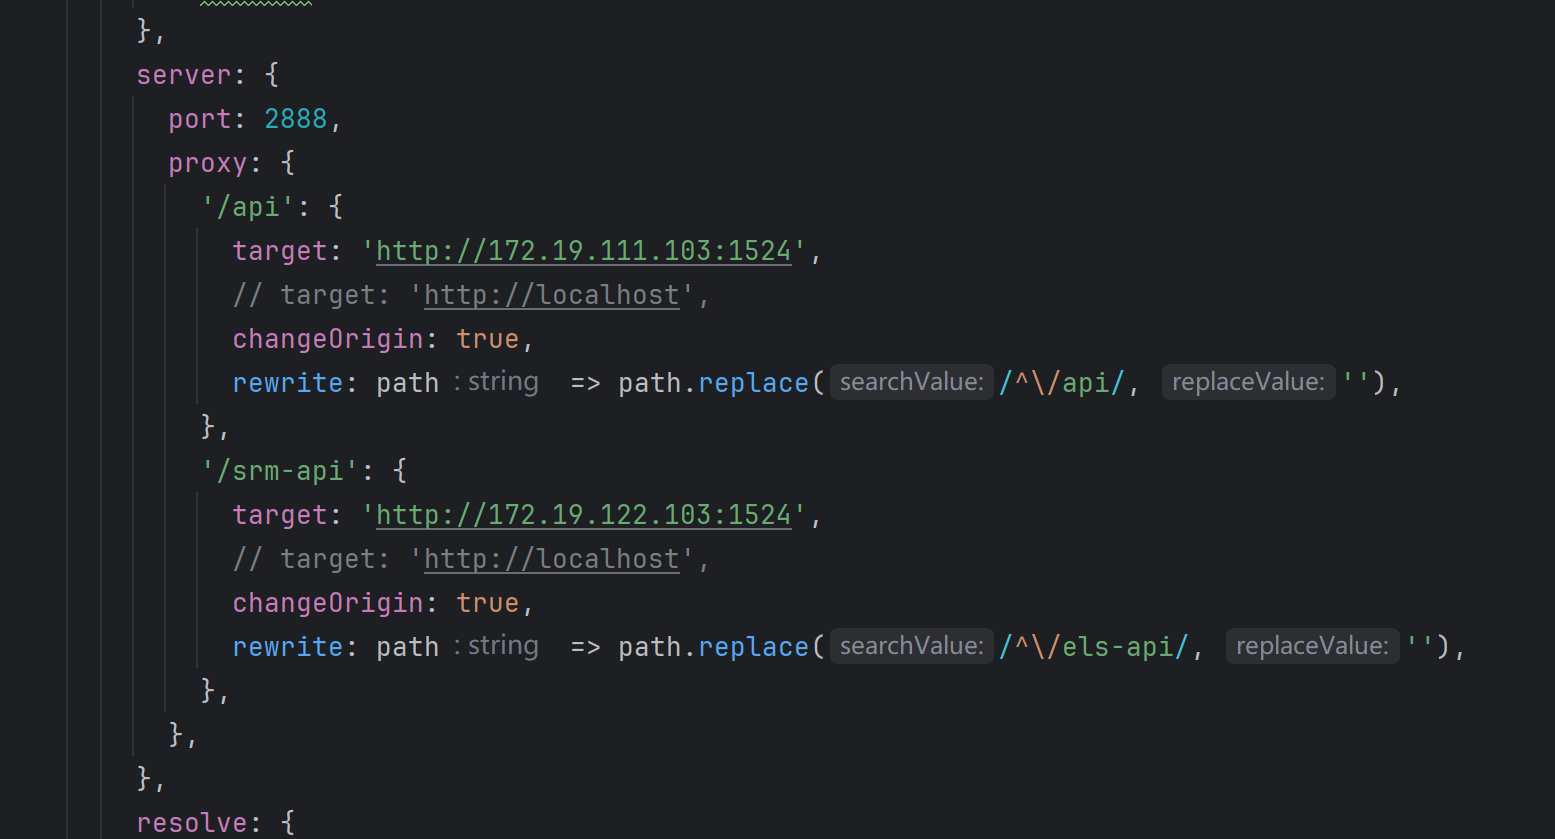 },
server: {
port: 2888,
proxy: {
'/api': {
target: 'http://172.19.111.103:1524',
// target: 'http://localhost',
changeOrigin: true,
rewrite: path : string => path.replace( searchValue: /^\/api/, replaceValue: ''),
},
'/srm-api': {
target: 'http://172.19.122.103:1524',
// target: 'http://localhost',
changeOrigin: true,
rewrite: path : string => path.replace( searchValue: /^\/els-api/, replaceValue: ''),
},
},
},
resolve: {